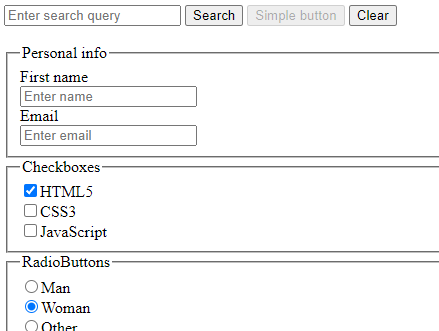 Enter search query Search Simple button Clear
Personal info
First name
Enter name
Email
Enter email
Checkboxes
HTML5
CSS3
JavaScript
RadioButtons
Man
Woman
Other